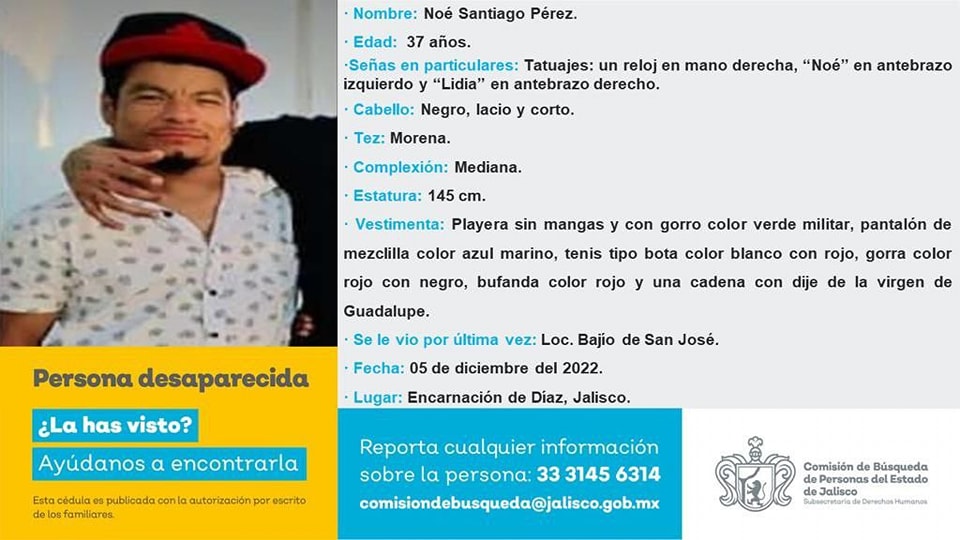 · Nombre: Noé Santiago Pérez.
· Edad: 37 años.
·Señas en particulares: Tatuajes: un reloj en mano derecha, “Noé” en antebrazo
izquierdo y “Lidia” en antebrazo derecho.
· Cabello: Negro, lacio y corto.
· Tez: Morena.
· Complexión: Mediana.
· Estatura: 145 cm.
· Vestimenta: Playera sin mangas y con gorro color verde militar, pantalón de
mezclilla color azul marino, tenis tipo bota color blanco con rojo, gorra color
rojo con negro, bufanda color rojo y una cadena con dije de la virgen de
Guadalupe.
· Se le vio por última vez: Loc. Bajío de San José.
· Fecha: 05 de diciembre del 2022.
· Lugar: Encarnación de Díaz, Jalisco.
Persona desaparecida
¿La has visto?
Ayúdanos a encontrarla
Esta cédula es publicada con la autorización por escrito
de los familiares.
Reporta cualquier información
sobre la persona: 33 3145 6314
comisiondebusqueda@jalisco.gob.mx
Comisión de Búsqueda
de Personas del Estado
de Jalisco
Subsecretaría de Derechos Humanos